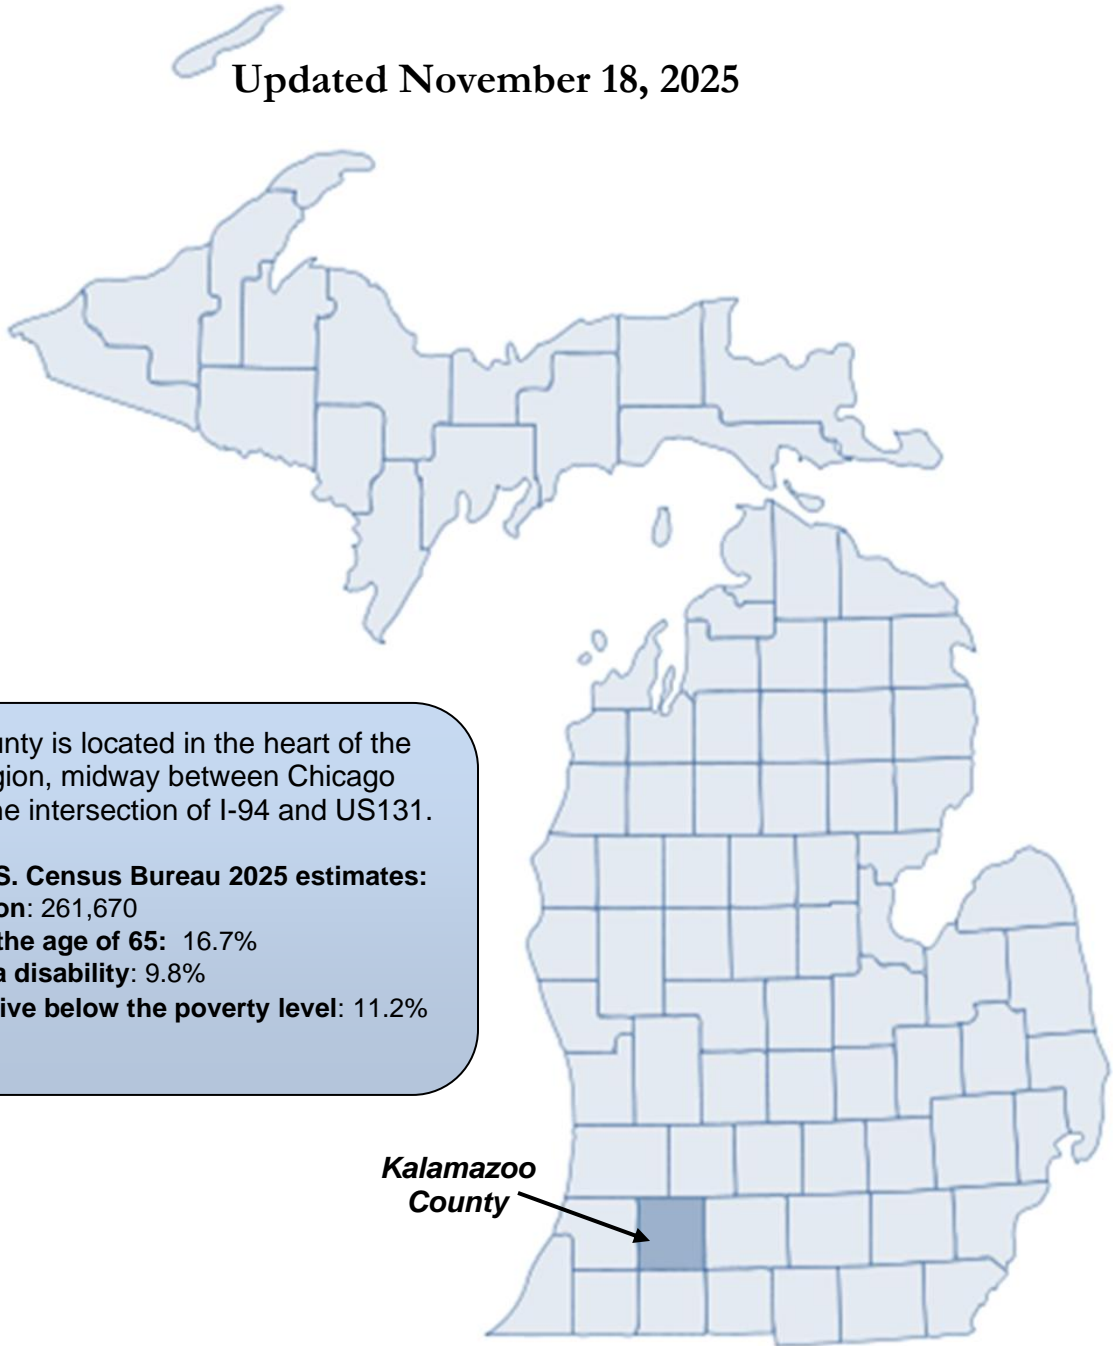 Updated November 18, 2025
unty is located in the heart of the
gion, midway between Chicago
he intersection of I-94 and US131.
S. Census Bureau 2025 estimates:
on: 261,670
the age of 65: 16.7%
a disability: 9.8%
ive below the poverty level: 11.2%
Kalamazoo
County